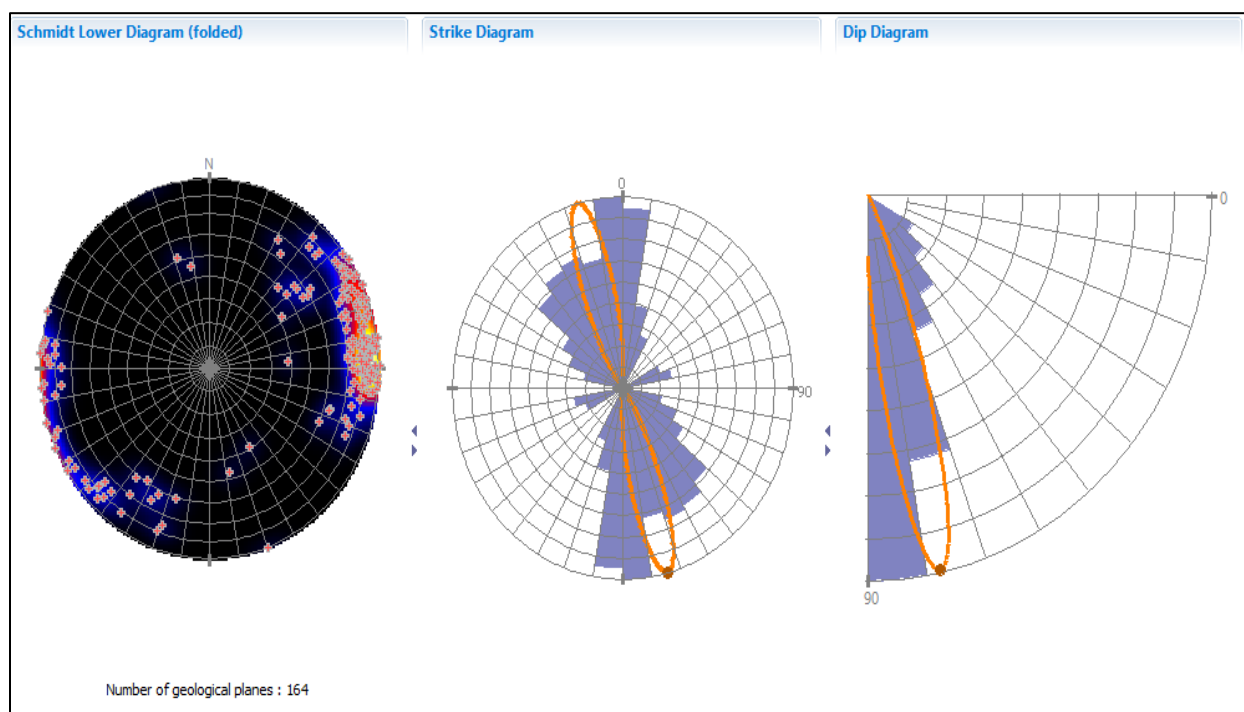 Schmidt Lower Diagram (folded)
Strike Diagram
Dip Diagram
N
0
90
0
90
Number of geological planes : 164